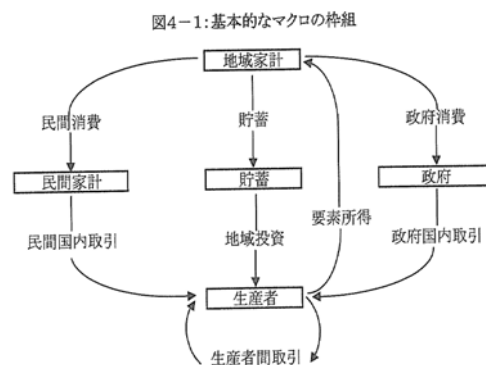 図4－1:基本的なマクロの枠組
地域家計
民間消費
貯蓄
政府消費
民間家計
貯蓄
政府
要素所得
民間国内取引
地域投資
政府国内取引
生産者
生産者間取引